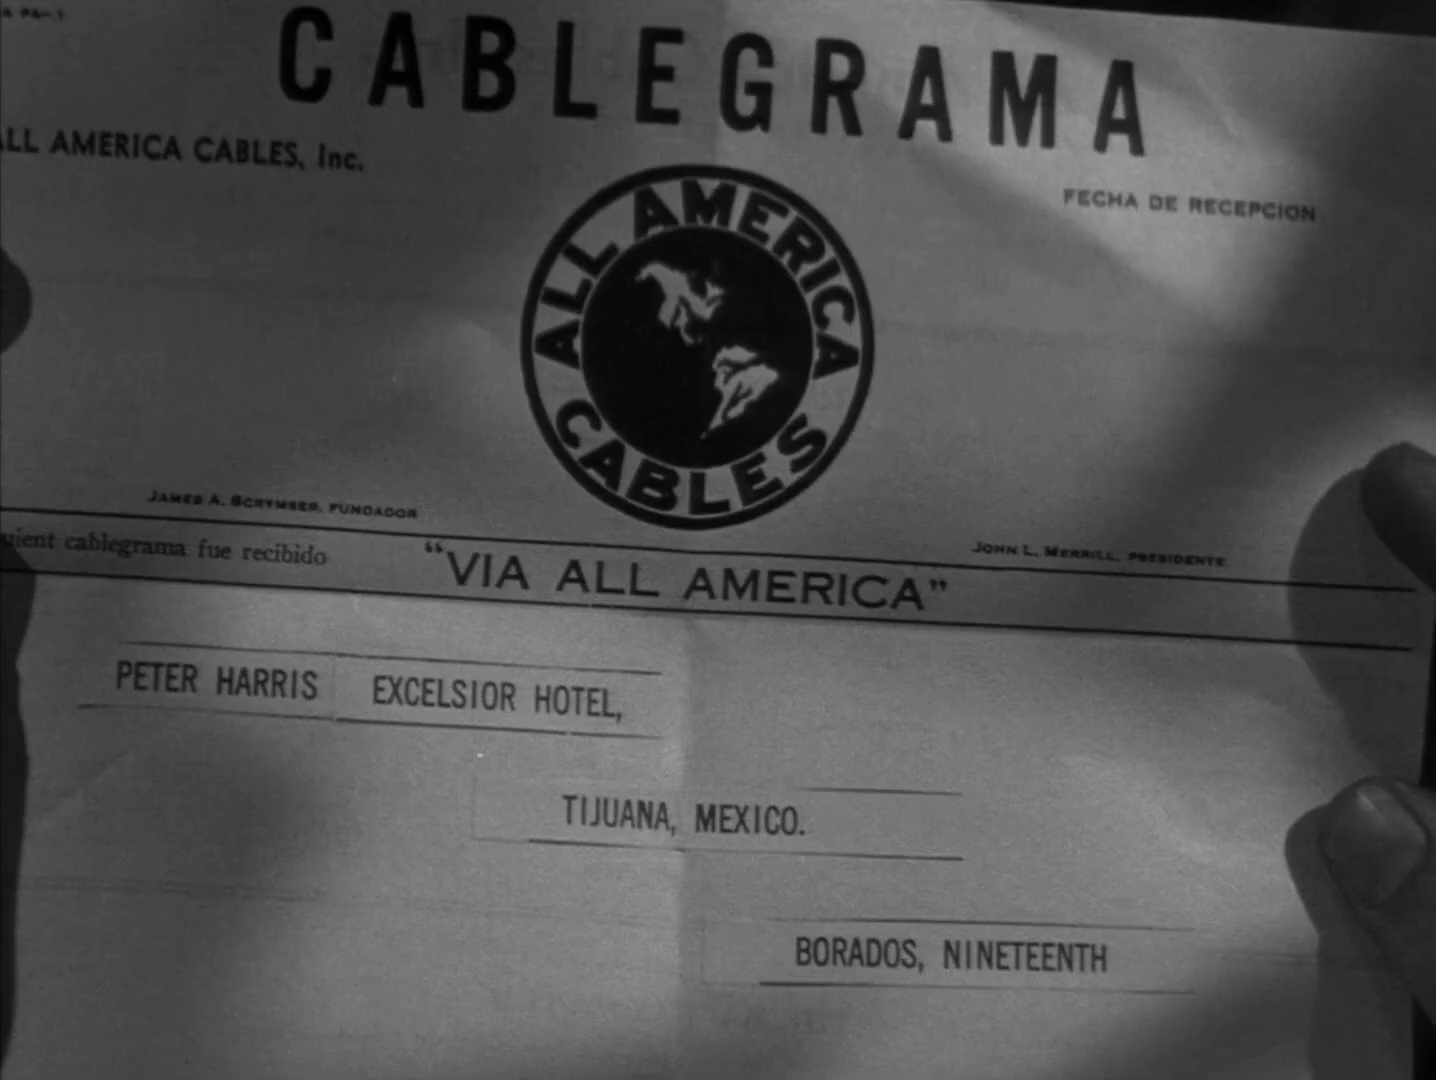 CABLEGRAMA
ALL AMERICA CABLES, Inc.
FECHA DE RECEPCION
ALL AMERICA
CABLES
JAMES A. SCRYMSER, FUNDADOR
JOHN L. MERRILL, PRESIDENTE
uient cablegrama fue recibido "VIA ALL AMERICA"
PETER HARRIS EXCELSIOR HOTEL,
TIJUANA, MEXICO.
BORADOS, NINETEENTH